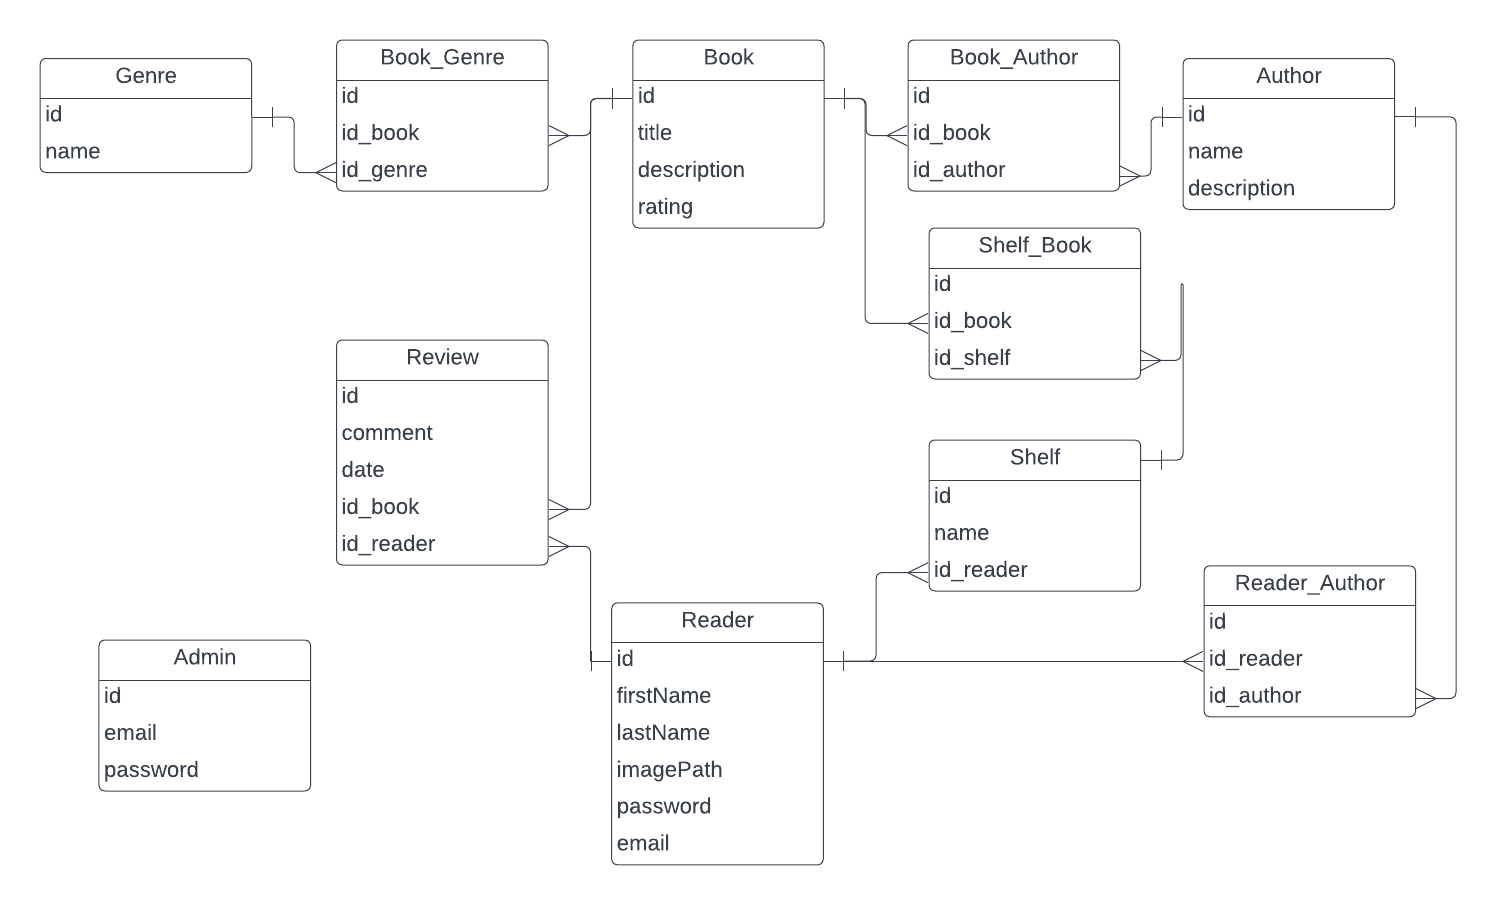 Genre
id
name
Book_Genre
id
id_book
id_genre
Book
id
title
description
rating
Book_Author
id
id_book
id_author
Author
id
name
description
Shelf_Book
id
id_book
id_shelf
Review
id
comment
date
id_book
id_reader
Shelf
id
name
id_reader
Reader_Author
id
id_reader
id_author
Reader
id
firstName
lastName
imagePath
password
email
Admin
id
email
password